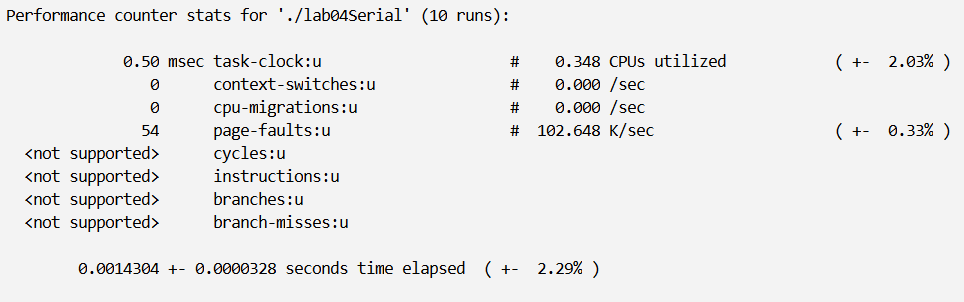 Performance counter stats for './lab04Serial' (10 runs):
0.50 msec task-clock:u # 0.348 CPUs utilized ( +- 2.03% )
0 context-switches:u # 0.000 /sec
0 cpu-migrations:u # 0.000 /sec
54 page-faults:u # 102.648 K/sec ( +- 0.33% )
<not supported> cycles:u
<not supported> instructions:u
<not supported> branches:u
<not supported> branch-misses:u
0.0014304 +- 0.0000328 seconds time elapsed ( +- 2.29% )